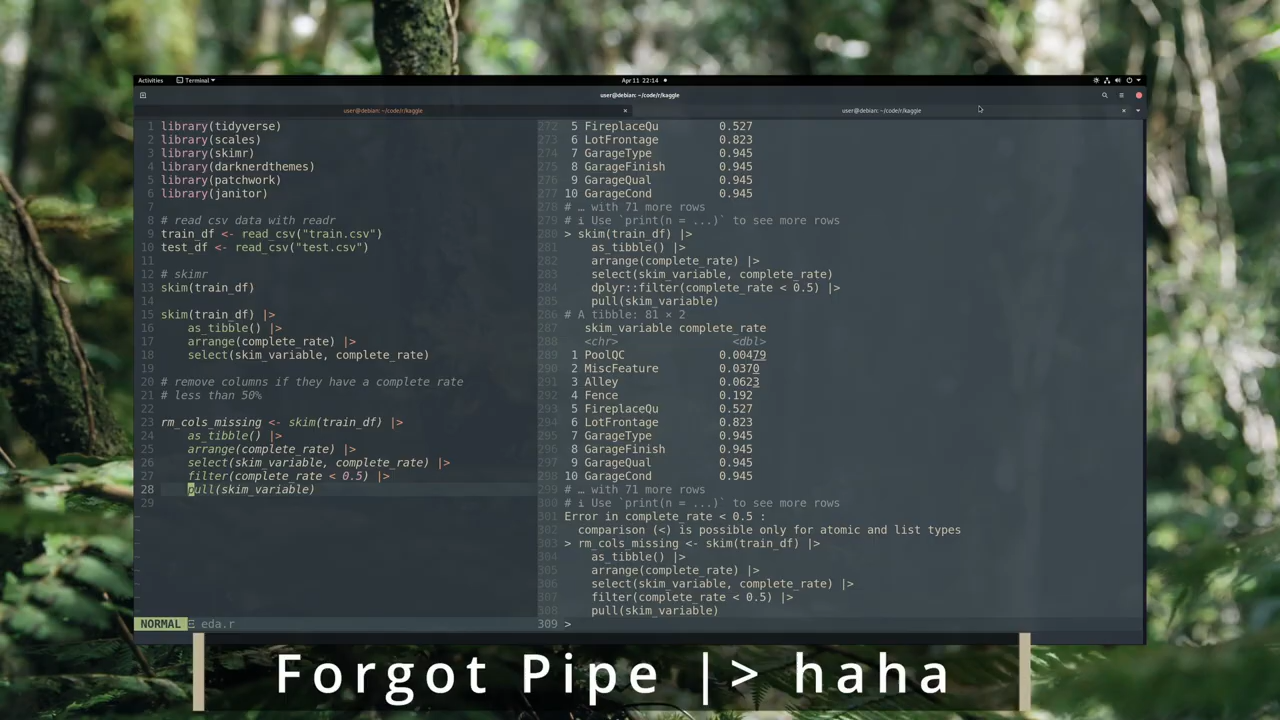 Activities Terminal Apr 11 22:14
user@debian: ~/code/r/kaggle
user@debian: ~/code/r/kaggle
user@debian: ~/code/r/kaggle
1 library(tidyverse)
2 library(scales)
3 library(skimr)
4 library(darknerdthemes)
5 library(patchwork)
6 library(janitor)
7
8 # read csv data with readr
9 train_df <- read_csv("train.csv")
10 test_df <- read_csv("test.csv")
11
12 # skimr
13 skim(train_df)
14
15 skim(train_df) |>
16 as_tibble() |>
17 arrange(complete_rate) |>
18 select(skim_variable, complete_rate)
19
20 # remove columns if they have a complete rate
21 # less than 50%
22
23 rm_cols_missing <- skim(train_df) |>
24 as_tibble() |>
25 arrange(complete_rate) |>
26 select(skim_variable, complete_rate) |>
27 filter(complete_rate < 0.5) |>
28 pull(skim_variable)
29
~
~
~
~
~
~
~
~
NORMAL eda.r
272 5 FireplaceQu 0.527
273 6 LotFrontage 0.823
274 7 GarageType 0.945
275 8 GarageFinish 0.945
276 9 GarageQual 0.945
277 10 GarageCond 0.945
278 # … with 71 more rows
279 # ℹ Use `print(n = ...)` to see more rows
280 > skim(train_df) |>
281 as_tibble() |>
282 arrange(complete_rate) |>
283 select(skim_variable, complete_rate)
284 dplyr::filter(complete_rate < 0.5) |>
285 pull(skim_variable)
286 # A tibble: 81 × 2
287 skim_variable complete_rate
288 <chr> <dbl>
289 1 PoolQC 0.00479
290 2 MiscFeature 0.0370
291 3 Alley 0.0623
292 4 Fence 0.192
293 5 FireplaceQu 0.527
294 6 LotFrontage 0.823
295 7 GarageType 0.945
296 8 GarageFinish 0.945
297 9 GarageQual 0.945
298 10 GarageCond 0.945
299 # … with 71 more rows
300 # ℹ Use `print(n = ...)` to see more rows
301 Error in complete_rate < 0.5 :
302 comparison (<) is possible only for atomic and list types
303 > rm_cols_missing <- skim(train_df) |>
304 as_tibble() |>
305 arrange(complete_rate) |>
306 select(skim_variable, complete_rate) |>
307 filter(complete_rate < 0.5) |>
308 pull(skim_variable)
309 >
Forgot Pipe |> haha